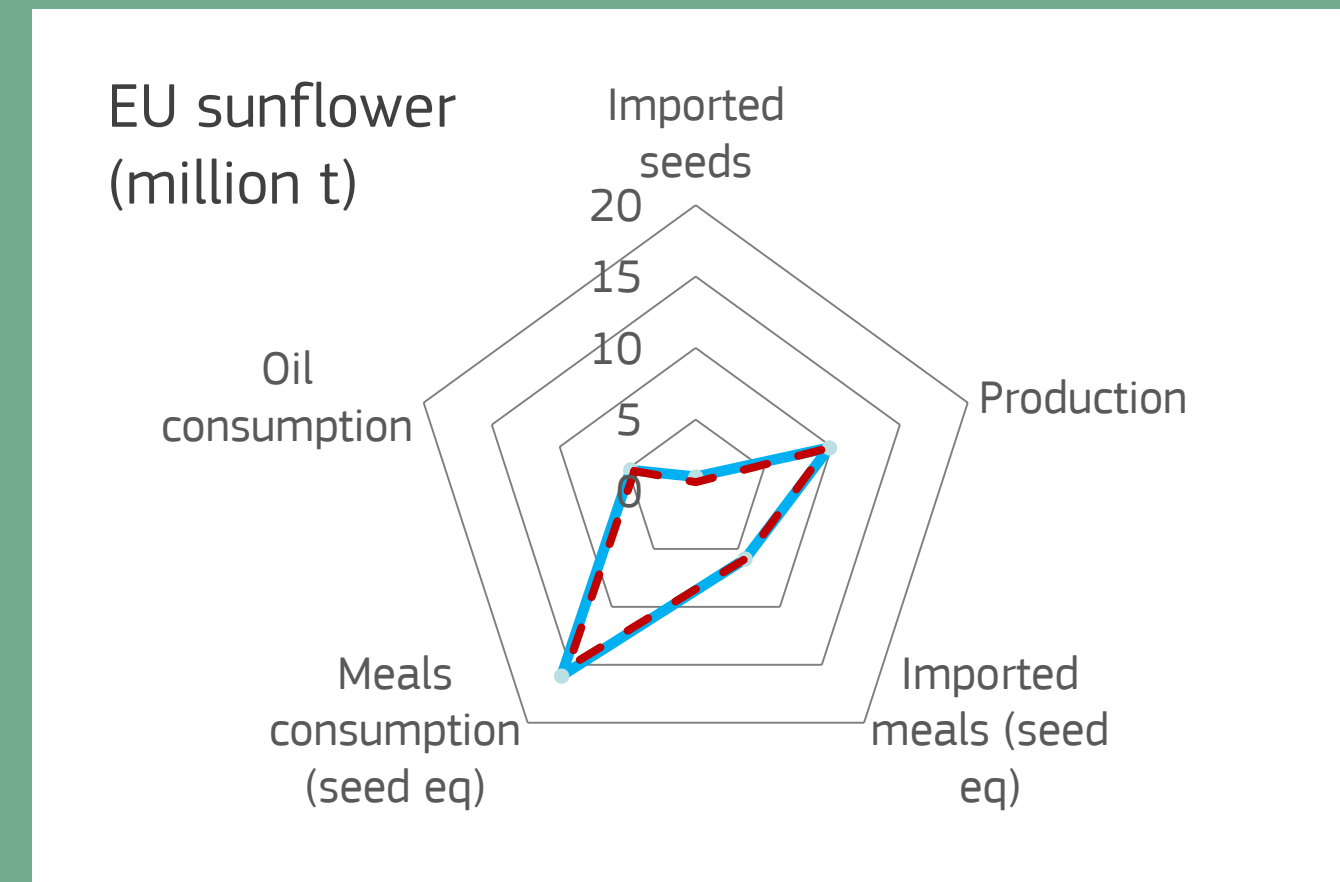 EU sunflower
(million t)
Imported
seeds
20
15
10
5
0
Production
Imported
meals (seed
eq)
Meals
consumption
(seed eq)
Oil
consumption